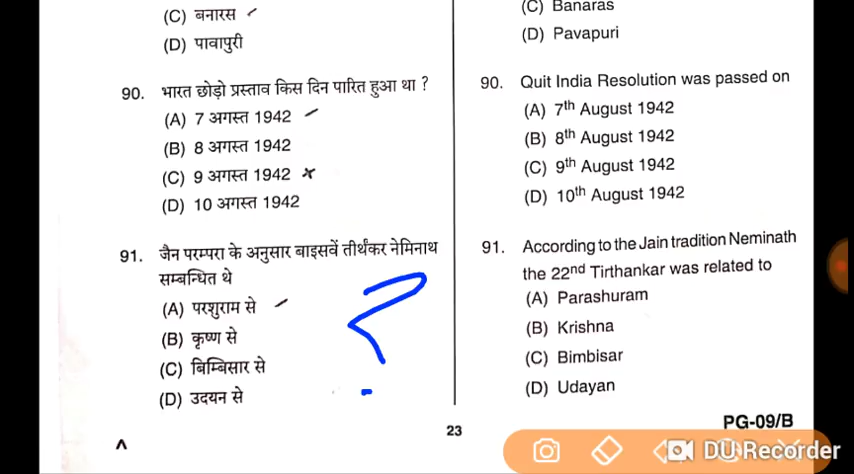 (C) बनारस
(D) पावापुरी
90. भारत छोड़ो प्रस्ताव किस दिन पारित हुआ था ?
(A) 7 अगस्त 1942
(B) 8 अगस्त 1942
(C) 9 अगस्त 1942
(D) 10 अगस्त 1942
91. जैन परम्परा के अनुसार बाइसवें तीर्थंकर नेमिनाथ
सम्बन्धित थे
(A) परशुराम से
(B) कृष्ण से
(C) बिम्बिसार से
(D) उदयन से
(C) Banaras
(D) Pavapuri
90. Quit India Resolution was passed on
(A) 7th August 1942
(B) 8th August 1942
(C) 9th August 1942
(D) 10th August 1942
91. According to the Jain tradition Neminath
the 22nd Tirthankar was related to
(A) Parashuram
(B) Krishna
(C) Bimbisar
(D) Udayan
?
PG-09/B
23
DU Recorder